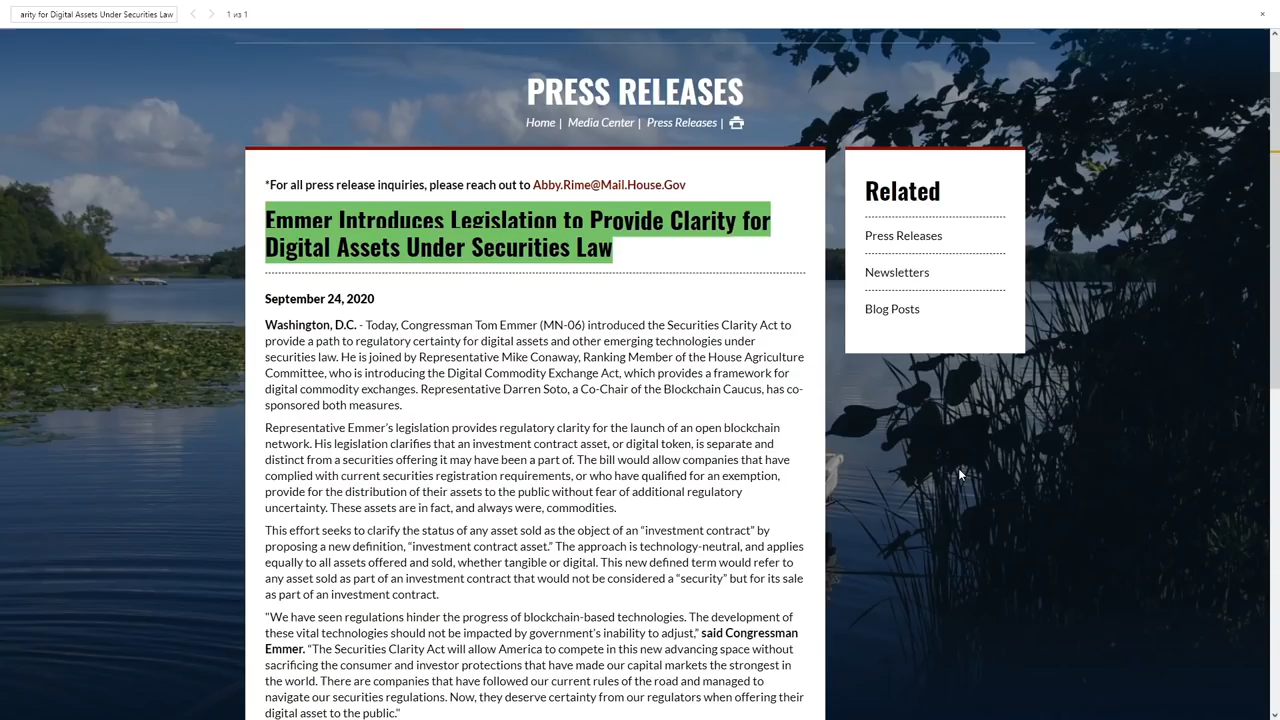 arity for Digital Assets Under Securities Law
1 из 1
PRESS RELEASES
Home | Media Center | Press Releases |
*For all press release inquiries, please reach out to Abby.Rime@Mail.House.Gov
Emmer Introduces Legislation to Provide Clarity for
Digital Assets Under Securities Law
September 24, 2020
Washington, D.C. - Today, Congressman Tom Emmer (MN-06) introduced the Securities Clarity Act to
provide a path to regulatory certainty for digital assets and other emerging technologies under
securities law. He is joined by Representative Mike Conaway, Ranking Member of the House Agriculture
Committee, who is introducing the Digital Commodity Exchange Act, which provides a framework for
digital commodity exchanges. Representative Darren Soto, a Co-Chair of the Blockchain Caucus, has co-
sponsored both measures.
Representative Emmer’s legislation provides regulatory clarity for the launch of an open blockchain
network. His legislation clarifies that an investment contract asset, or digital token, is separate and
distinct from a securities offering it may have been a part of. The bill would allow companies that have
complied with current securities registration requirements, or who have qualified for an exemption,
provide for the distribution of their assets to the public without fear of additional regulatory
uncertainty. These assets are in fact, and always were, commodities.
This effort seeks to clarify the status of any asset sold as the object of an “investment contract” by
proposing a new definition, “investment contract asset.” The approach is technology-neutral, and applies
equally to all assets offered and sold, whether tangible or digital. This new defined term would refer to
any asset sold as part of an investment contract that would not be considered a “security” but for its sale
as part of an investment contract.
"We have seen regulations hinder the progress of blockchain-based technologies. The development of
these vital technologies should not be impacted by government’s inability to adjust,” said Congressman
Emmer. “The Securities Clarity Act will allow America to compete in this new advancing space without
sacrificing the consumer and investor protections that have made our capital markets the strongest in
the world. There are companies that have followed our current rules of the road and managed to
navigate our securities regulations. Now, they deserve certainty from our regulators when offering their
digital asset to the public."
Related
Press Releases
Newsletters
Blog Posts